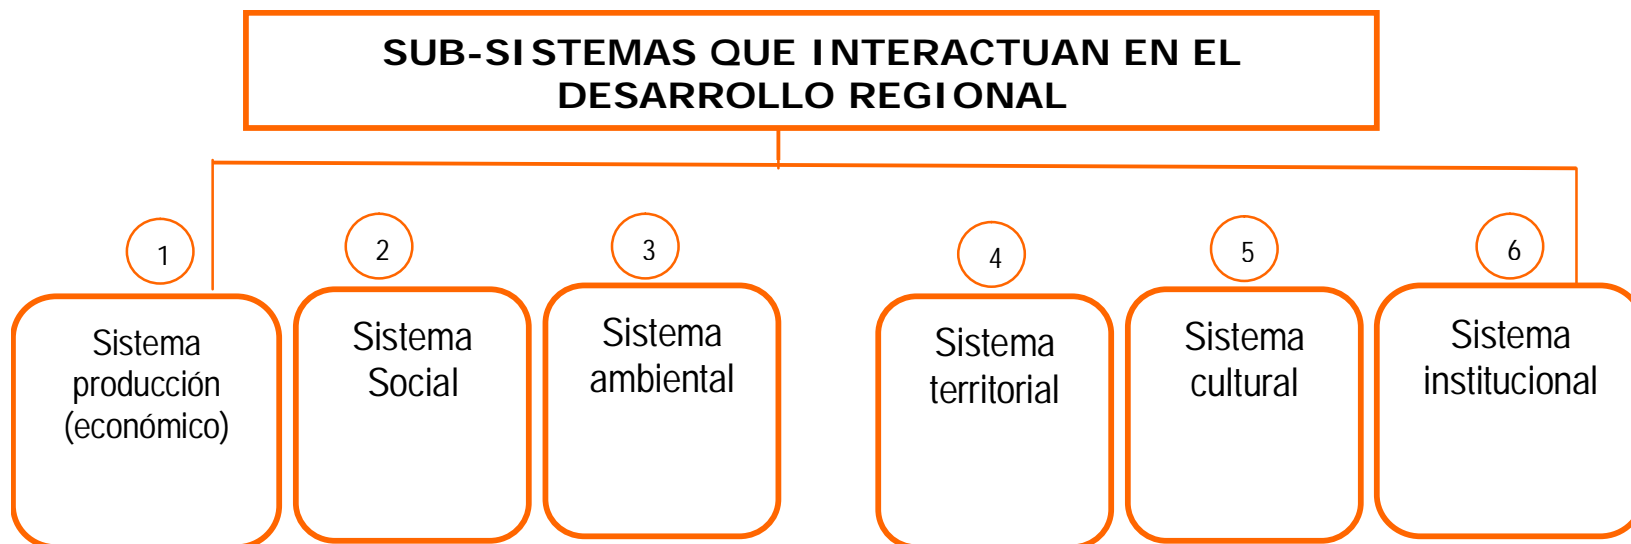 SUB-SISTEMAS QUE INTERACTUAN EN EL
DESARROLLO REGIONAL
1
2
3
4
5
6
Sistema
producción
(económico)
Sistema
Social
Sistema
ambiental
Sistema
territorial
Sistema
cultural
Sistema
institucional